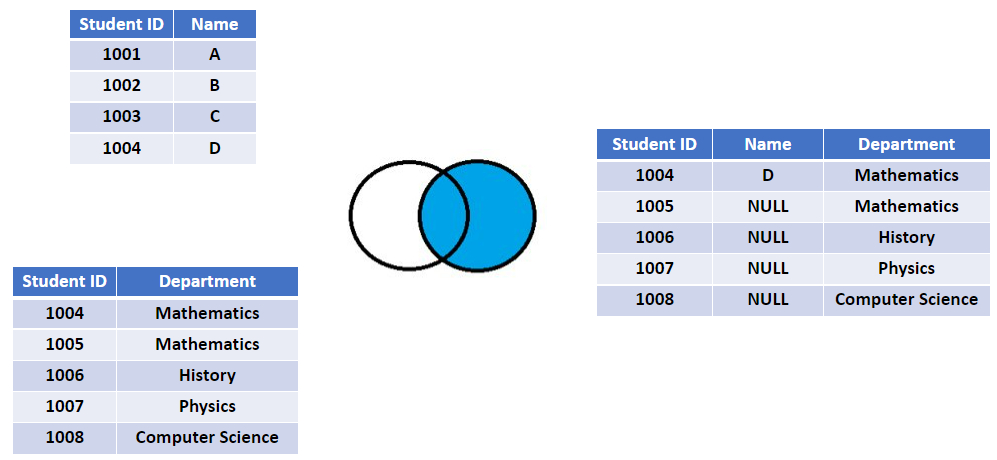 Student ID Name
1001 A
1002 B
1003 C
1004 D
Student ID Department
1004 Mathematics
1005 Mathematics
1006 History
1007 Physics
1008 Computer Science
Student ID Name Department
1004 D Mathematics
1005 NULL Mathematics
1006 NULL History
1007 NULL Physics
1008 NULL Computer Science